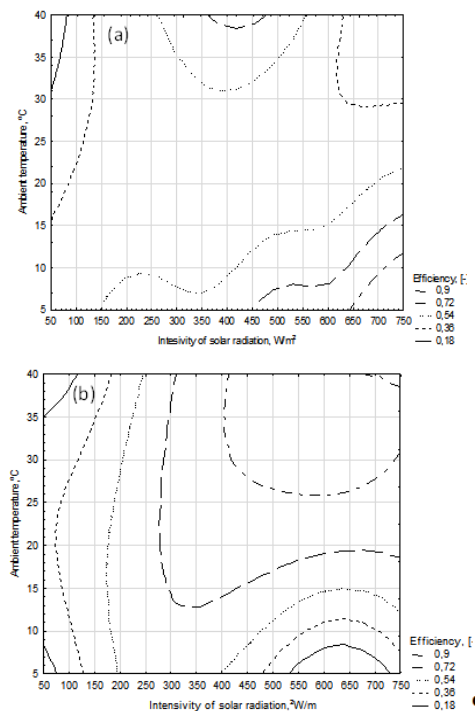 40
(a)
35
30
25
20
15
10
5
Ambient temperature, °C
50 100 150 200 250 300 350 400 450 500 550 600 650 700 750
Intesivity of solar radiation, W/m²
Efficiency, [-
0,9
0,72
0,54
0,36
0,18
40
(b)
35
30
25
20
15
10
5
Ambient temperature, °C
50 100 150 200 250 300 350 400 450 500 550 600 650 700 750
Intensivity of solar radiation,²W/m
Efficiency, [-
0,9
0,72
0,54
0,36
0,18